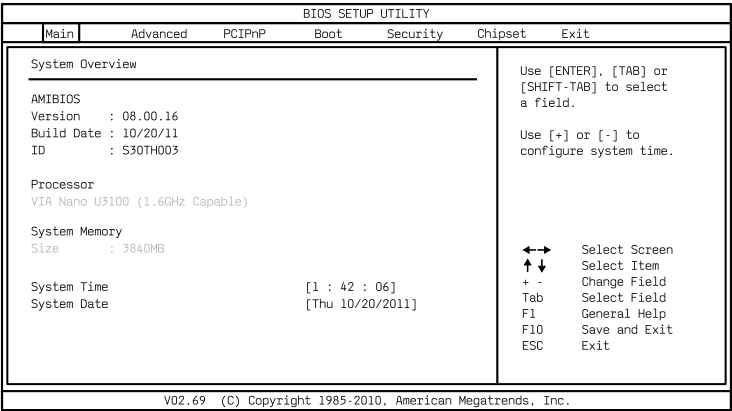 BIOS SETUP UTILITY
Main Advanced PCIPnP Boot Security Chipset Exit
System Overview
AMIBIOS
Version : 08.00.16
Build Date : 10/20/11
ID : S30TH003
Processor
VIA Nano U3100 (1.6GHz Capable)
System Memory
Size : 3840MB
System Time [1 : 42 : 06]
System Date [Thu 10/20/2011]
Use [ENTER], [TAB] or
[SHIFT-TAB] to select
a field.
Use [+] or [-] to
configure system time.
←→ Select Screen
↑↓ Select Item
+ - Change Field
Tab Select Field
F1 General Help
F10 Save and Exit
ESC Exit
V02.69 (C) Copyright 1985-2010, American Megatrends, Inc.